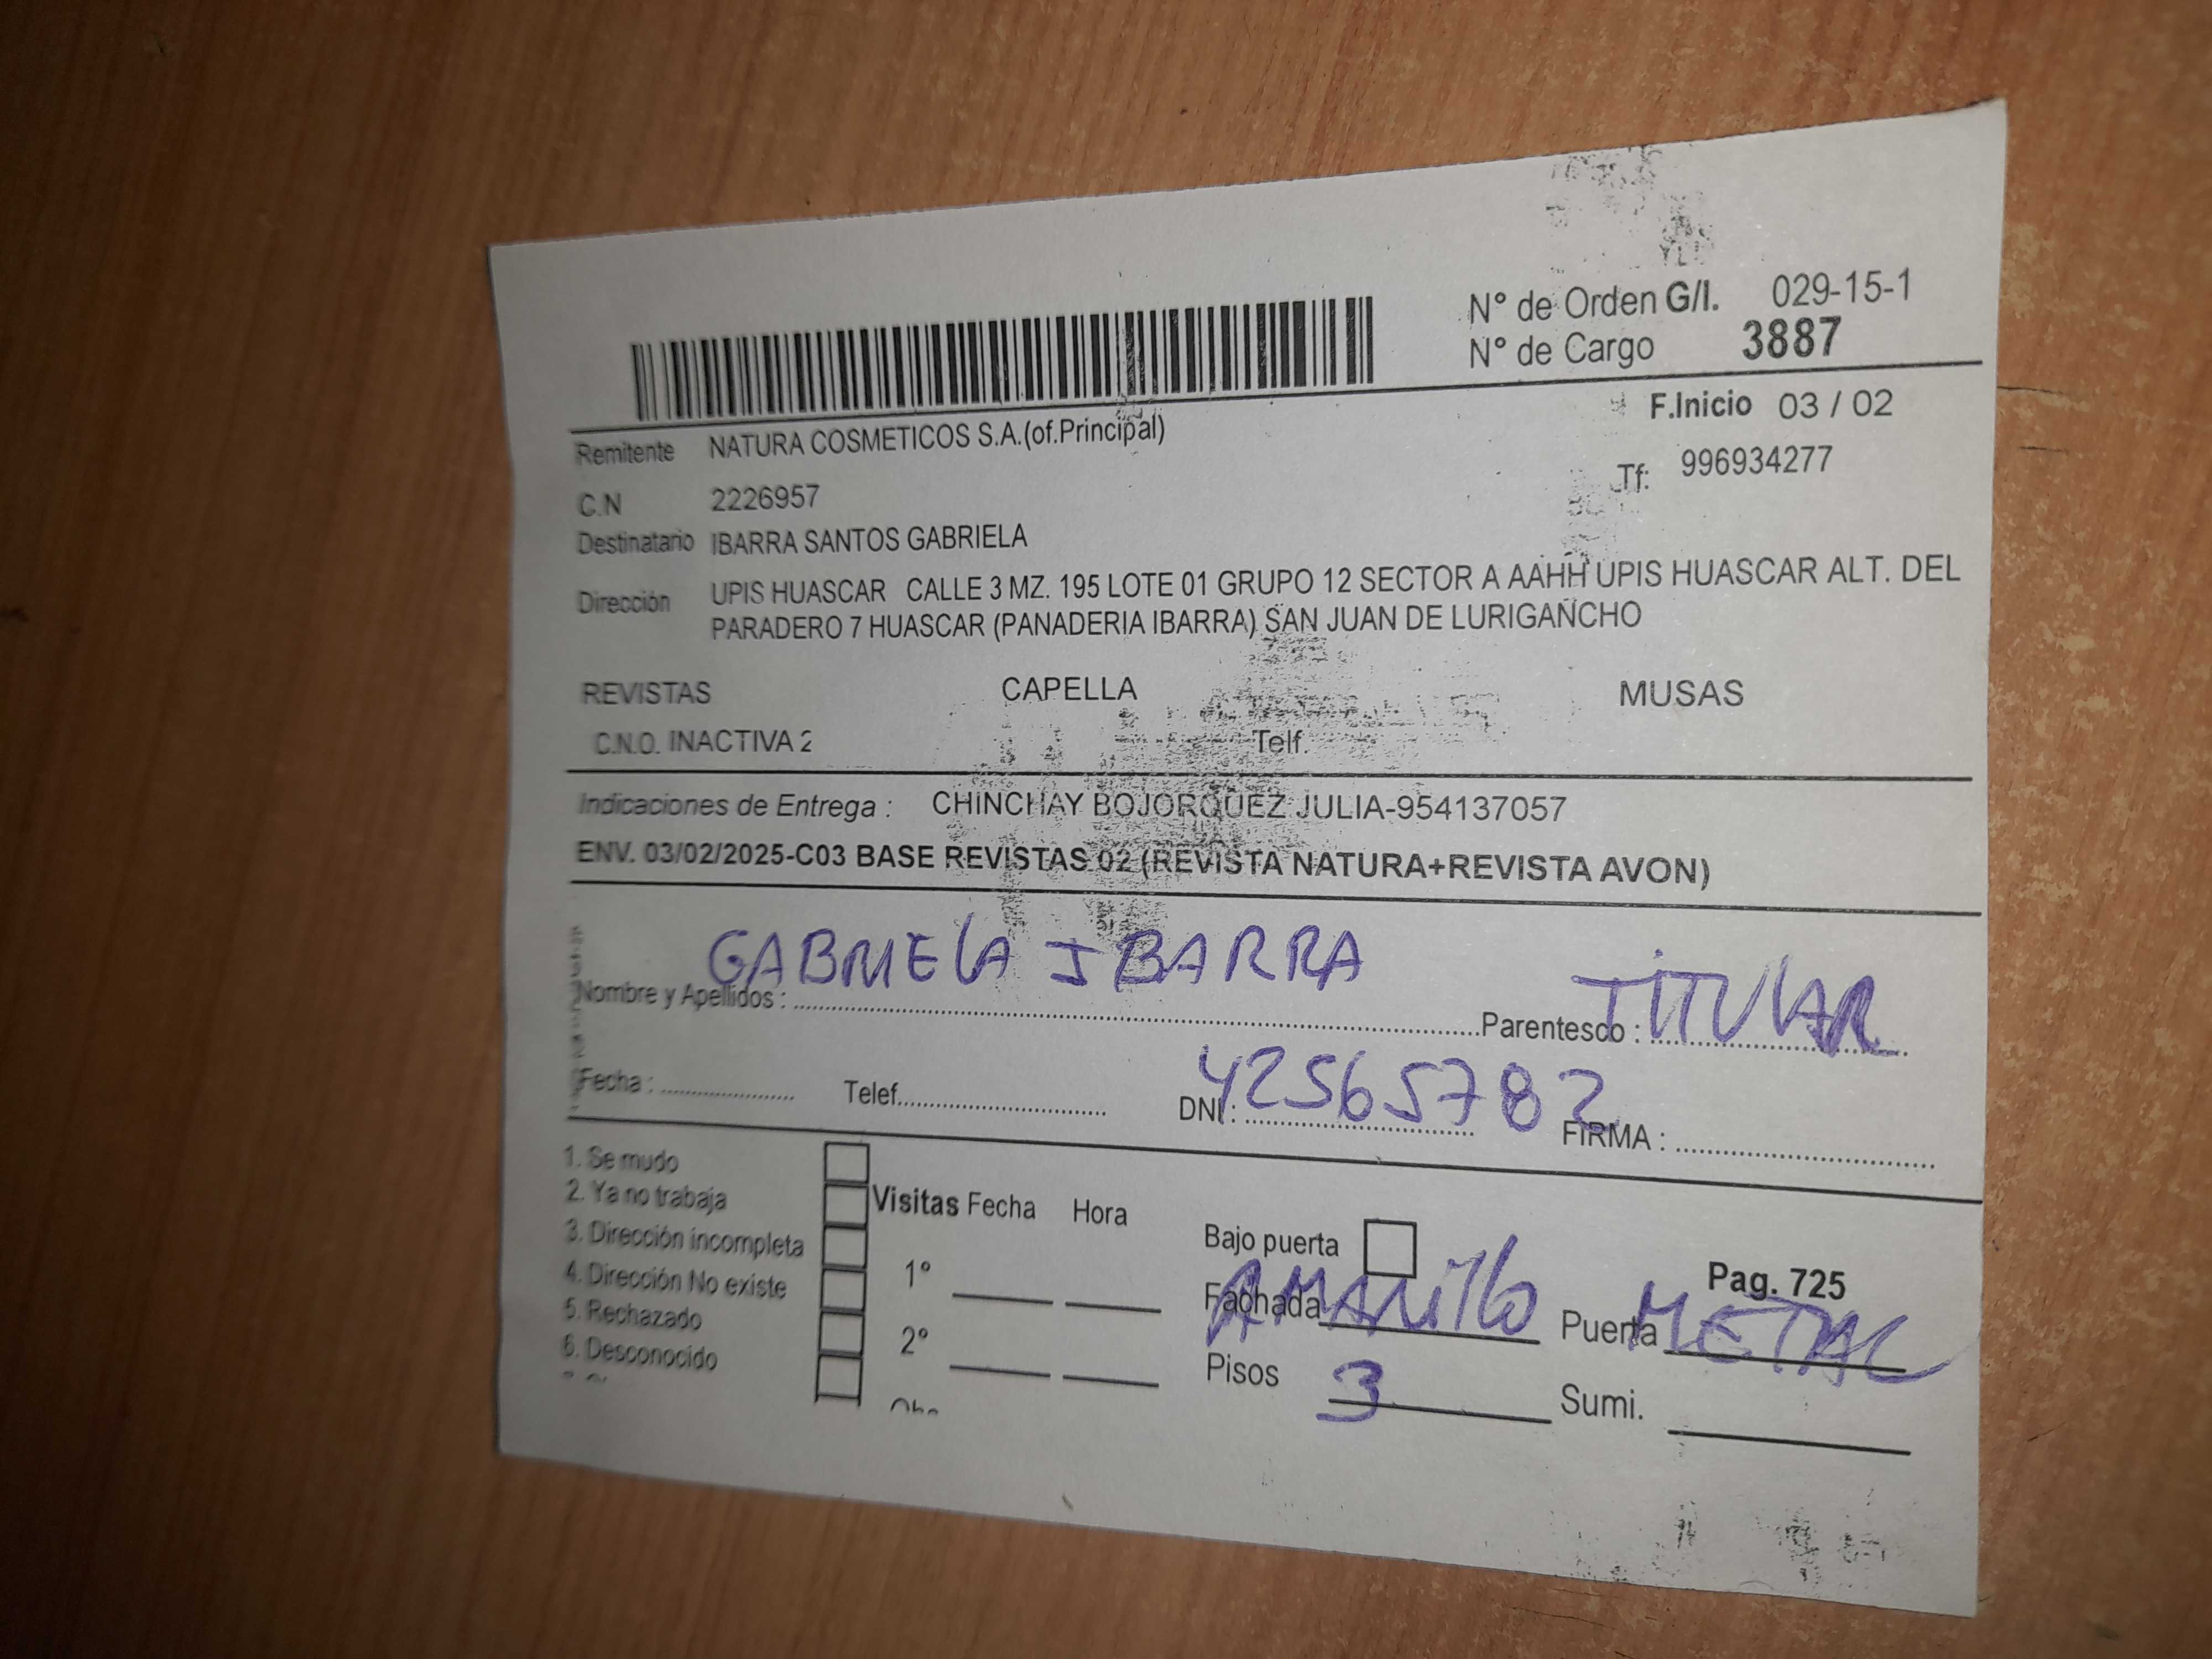 N° de Orden G/I. 029-15-1
N° de Cargo 3887
F.Inicio 03 / 02
Remitente NATURA COSMETICOS S.A.(of.Principal)
Tf: 996934277
C.N 2226957
Destinatario IBARRA SANTOS GABRIELA
Dirección UPIS HUASCAR CALLE 3 MZ. 195 LOTE 01 GRUPO 12 SECTOR A AAHH UPIS HUASCAR ALT. DEL
PARADERO 7 HUASCAR (PANADERIA IBARRA) SAN JUAN DE LURIGANCHO
REVISTAS CAPELLA MUSAS
C.N.O. INACTIVA 2 Telf.
Indicaciones de Entrega : CHINCHAY BOJORQUEZ JULIA-954137057
ENV. 03/02/2025-C03 BASE REVISTAS 02 (REVISTA NATURA+REVISTA AVON)
Nombre y Apellidos : GABRIELA IBARRA Parentesco : TITULAR
Fecha : Telef. DNI : 42565782 FIRMA :
1. Se mudo
2. Ya no trabaja
3. Dirección incompleta
4. Dirección No existe
5. Rechazado
6. Desconocido
Visitas Fecha Hora
1°
2°
Bajo puerta
Pag. 725
Fachada AMARillo Puerta METAL
Pisos 3 Sumi.